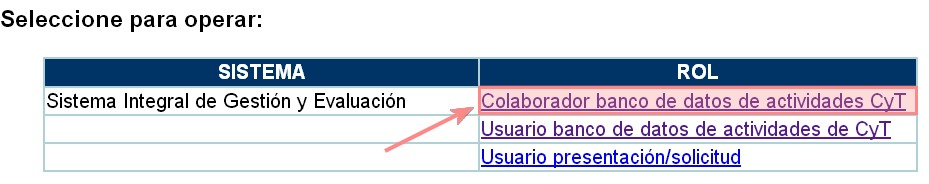 Seleccione para operar:
SISTEMA ROL
Sistema Integral de Gestión y Evaluación Colaborador banco de datos de actividades CyT
Usuario banco de datos de actividades de CyT
Usuario presentación/solicitud